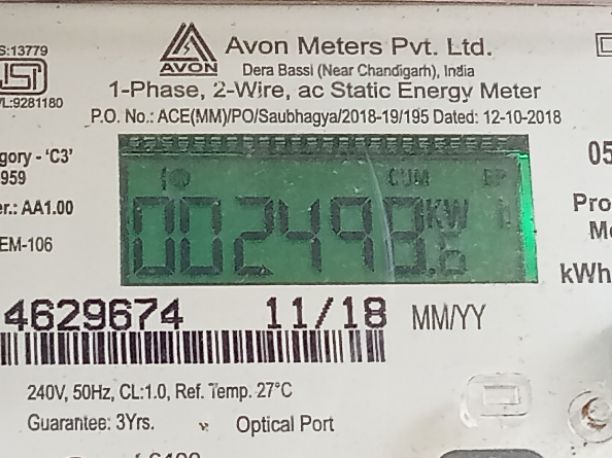 S:13779
ISI
/L:9281180
AVON
Avon Meters Pvt. Ltd.
Dera Bassi (Near Chandigarh), India
1-Phase, 2-Wire, ac Static Energy Meter
P.O. No.: ACE(MM)/PO/Saubhagya/2018-19/195 Dated: 12-10-2018
gory - 'C3'
959
er.: AA1.00
EM-106
CUM
KW
05
Pro
Me
kWh
4629674 11/18 MM/YY
240V, 50Hz, CL:1.0, Ref. Temp. 27°C
Guarantee: 3Yrs. Optical Port